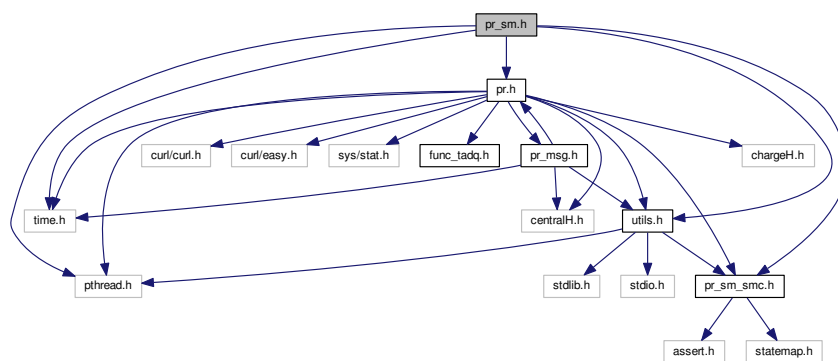 pr_sm.h
pr.h
curl/curl.h
curl/easy.h
sys/stat.h
func_tadq.h
pr_msg.h
chargeH.h
time.h
centralH.h
utils.h
pthread.h
stdlib.h
stdio.h
pr_sm_smc.h
assert.h
statemap.h